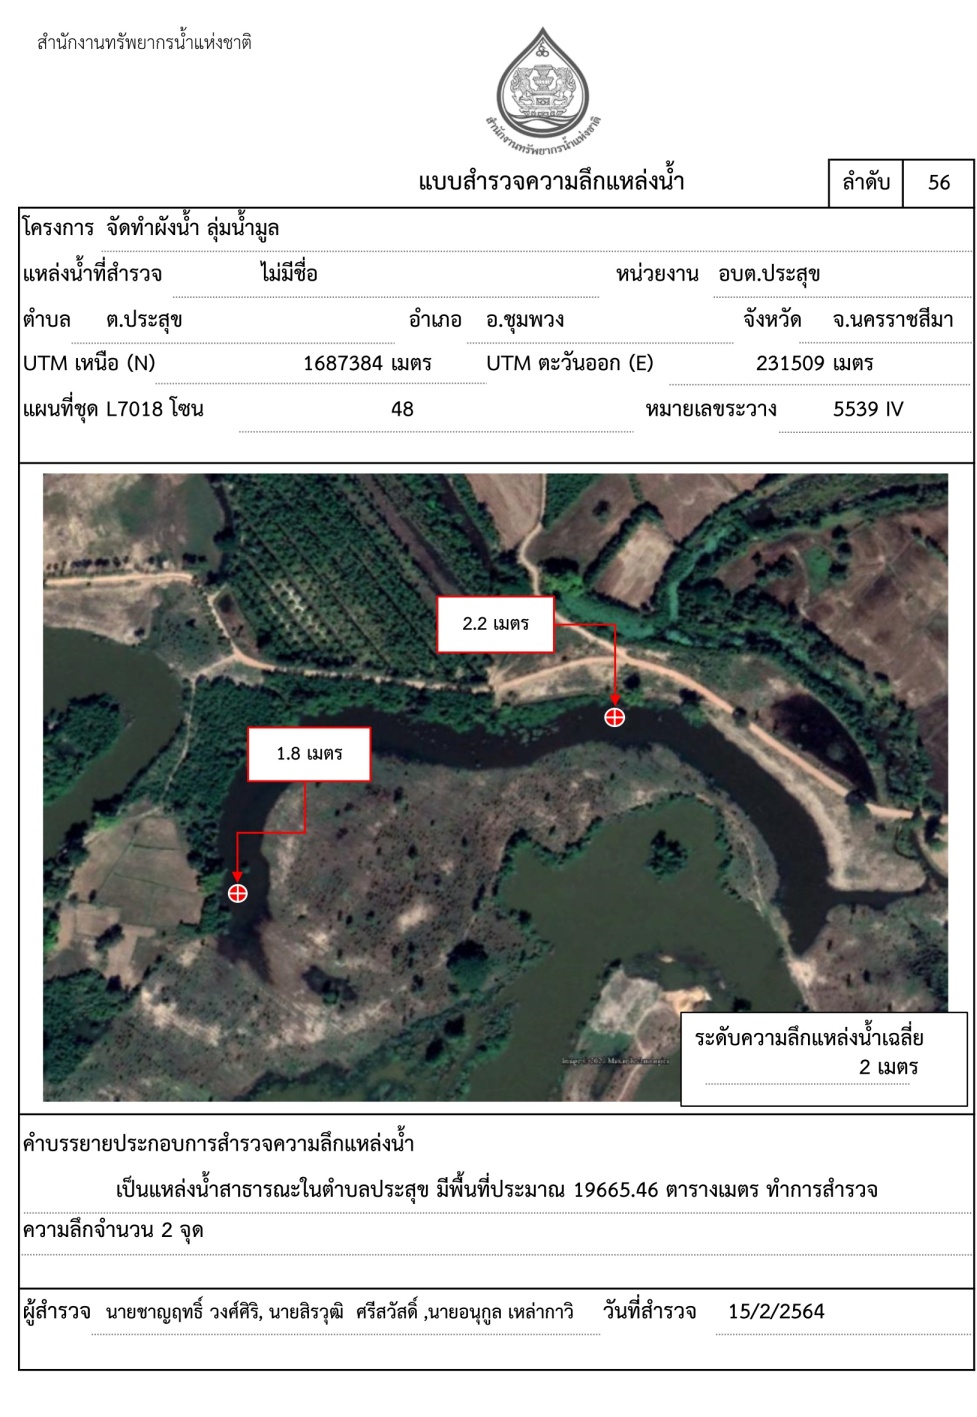 สำนักงานทรัพยากรน้ำแห่งชาติ
สำนักงานทรัพยากรน้ำแห่งชาติ
แบบสำรวจความลึกแหล่งน้ำ
ลำดับ 56
โครงการ จัดทำผังน้ำ ลุ่มน้ำมูล
แหล่งน้ำที่สำรวจ ไม่มีชื่อ หน่วยงาน อบต.ประสุข
ตำบล ต.ประสุข อำเภอ อ.ชุมพวง จังหวัด จ.นครราชสีมา
UTM เหนือ (N) 1687384 เมตร UTM ตะวันออก (E) 231509 เมตร
แผนที่ชุด L7018 โซน 48 หมายเลขระวาง 5539 IV
2.2 เมตร
1.8 เมตร
ระดับความลึกแหล่งน้ำเฉลี่ย
2 เมตร
คำบรรยายประกอบการสำรวจความลึกแหล่งน้ำ
เป็นแหล่งน้ำสาธารณะในตำบลประสุข มีพื้นที่ประมาณ 19665.46 ตารางเมตร ทำการสำรวจ
ความลึกจำนวน 2 จุด
ผู้สำรวจ นายชาญฤทธิ์ วงศ์ศิริ, นายสิรวุฒิ ศรีสวัสดิ์ ,นายอนุกูล เหล่ากาวิ วันที่สำรวจ 15/2/2564